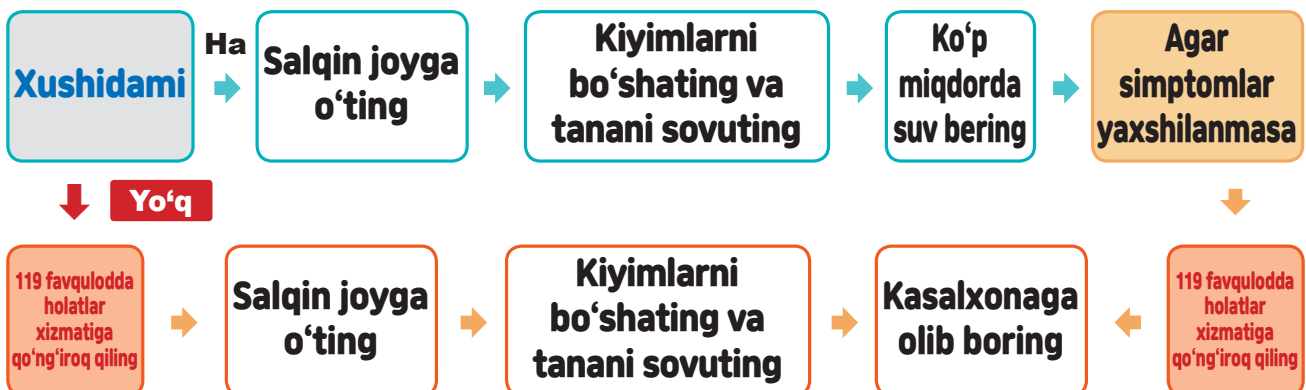 Xushidami
Ha
Salqin joyga
o‘ting
Kiyimlarni
bo‘shating va
tanani sovuting
Ko‘p
miqdorda
suv bering
Agar
simptomlar
yaxshilanmasa
Yo‘q
119 favqulodda
holatlar
xizmatiga
qo‘ng‘iroq qiling
Salqin joyga
o‘ting
Kiyimlarni
bo‘shating va
tanani sovuting
Kasalxonaga
olib boring
119 favqulodda
holatlar
xizmatiga
qo‘ng‘iroq qiling